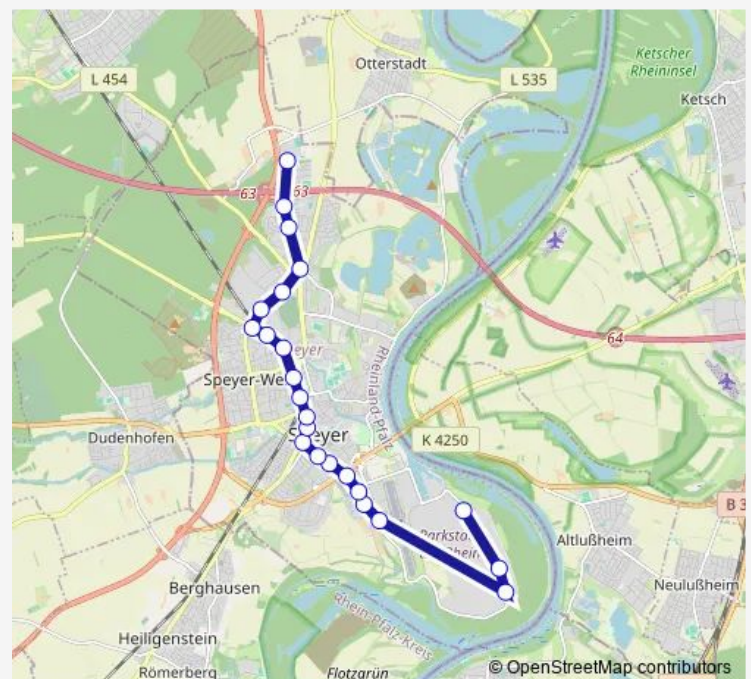 Otterstadt
Ketscher
Rheininsel
L 454
L 535
Ketsch
63
63
64
Speyer-We
Rheinland-Pfalz
Dudenhofen
Speyer
K 4250
B 3
Altlußheim
Neulußheim
Berghausen
Rhein-Pfalz-Kreis
Heiligenstein
Römerberg
Flotzgrün
© OpenStreetMap contributors